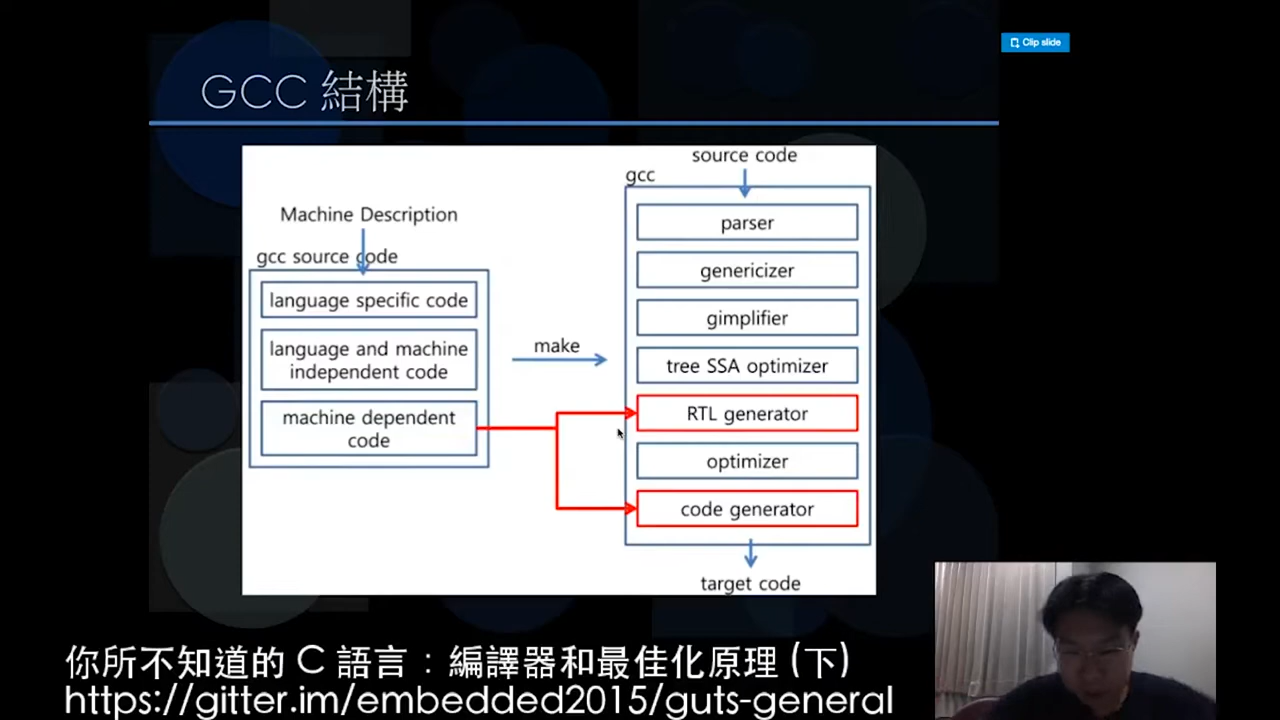 Clip slide
GCC 結構
source code
gcc
Machine Description
gcc source code
language specific code
language and machine
independent code
machine dependent
code
make
parser
genericizer
gimplifier
tree SSA optimizer
RTL generator
optimizer
code generator
target code
你所不知道的 C 語言：編譯器和最佳化原理 (下)
https://gitter.im/embedded2015/guts-general